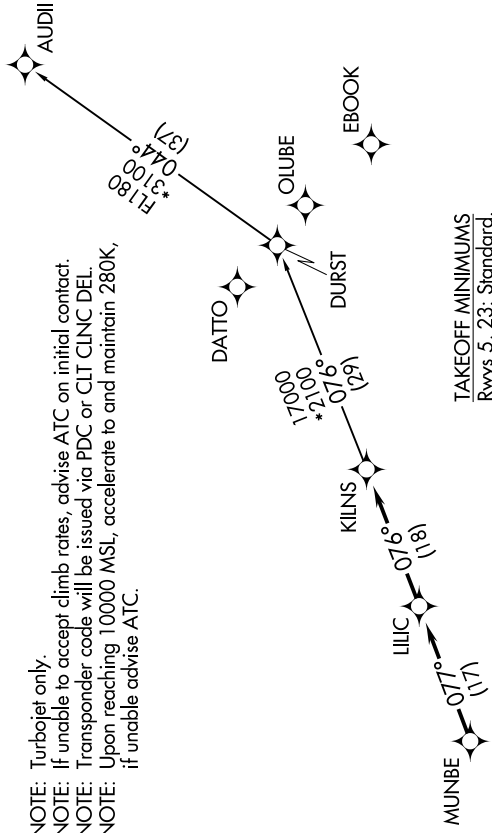 NOTE: Turbojet only.
NOTE: If unable to accept climb rates, advise ATC on initial contact.
NOTE: Transponder code will be issued via PDC or CLT CLNC DEL.
NOTE: Upon reaching 10000 MSL, accelerate to and maintain 280K,
if unable advise ATC.
AUDII
FL180
*3100
044°
(37)
OLUBE
EBOOK
DATTO
DURST
17000
*2100
076°
(29)
KILNS
076°
(18)
LILIC
077°
(17)
MUNBE
TAKEOFF MINIMUMS
Rwys 5, 23: Standard.